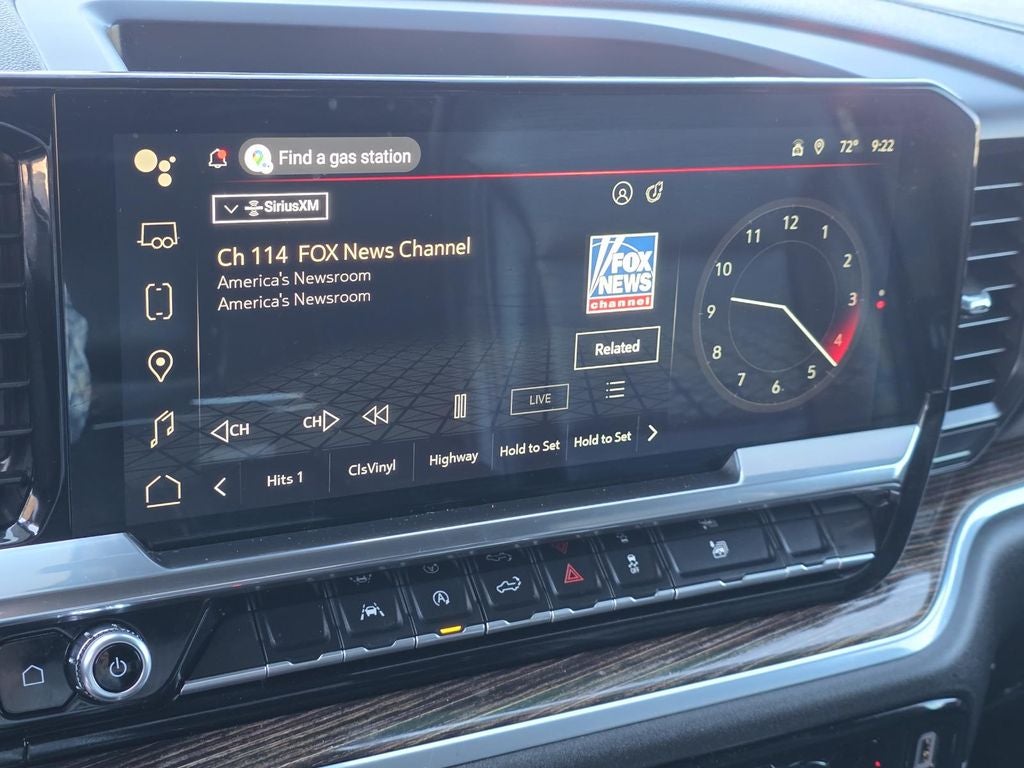 Find a gas station
72° 9:22
SiriusXM
Ch 114 FOX News Channel
America's Newsroom
America's Newsroom
FOX
NEWS
channel
Related
12
1
2
3
4
5
6
7
8
9
10
11
CH
CH
LIVE
Hits 1
ClsVinyl
Highway
Hold to Set
Hold to Set
A